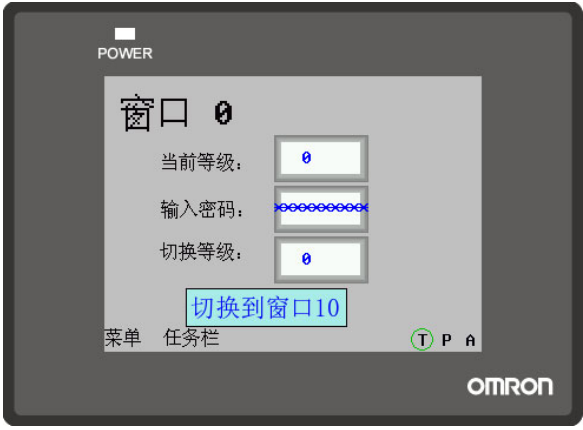 POWER
窗口 0
当前等级： 0
输入密码： ××××××××××
切换等级： 0
切换到窗口10
菜单 任务栏 T P A
OMRON